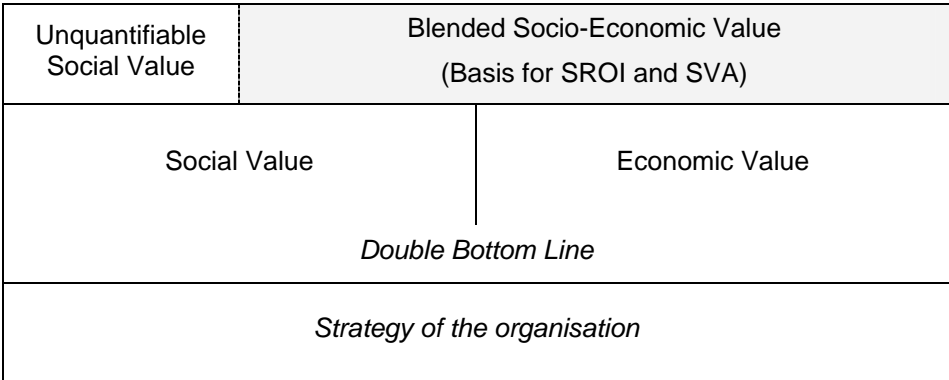 Unquantifiable
Social Value
Blended Socio-Economic Value
(Basis for SROI and SVA)
Social Value
Economic Value
Double Bottom Line
Strategy of the organisation